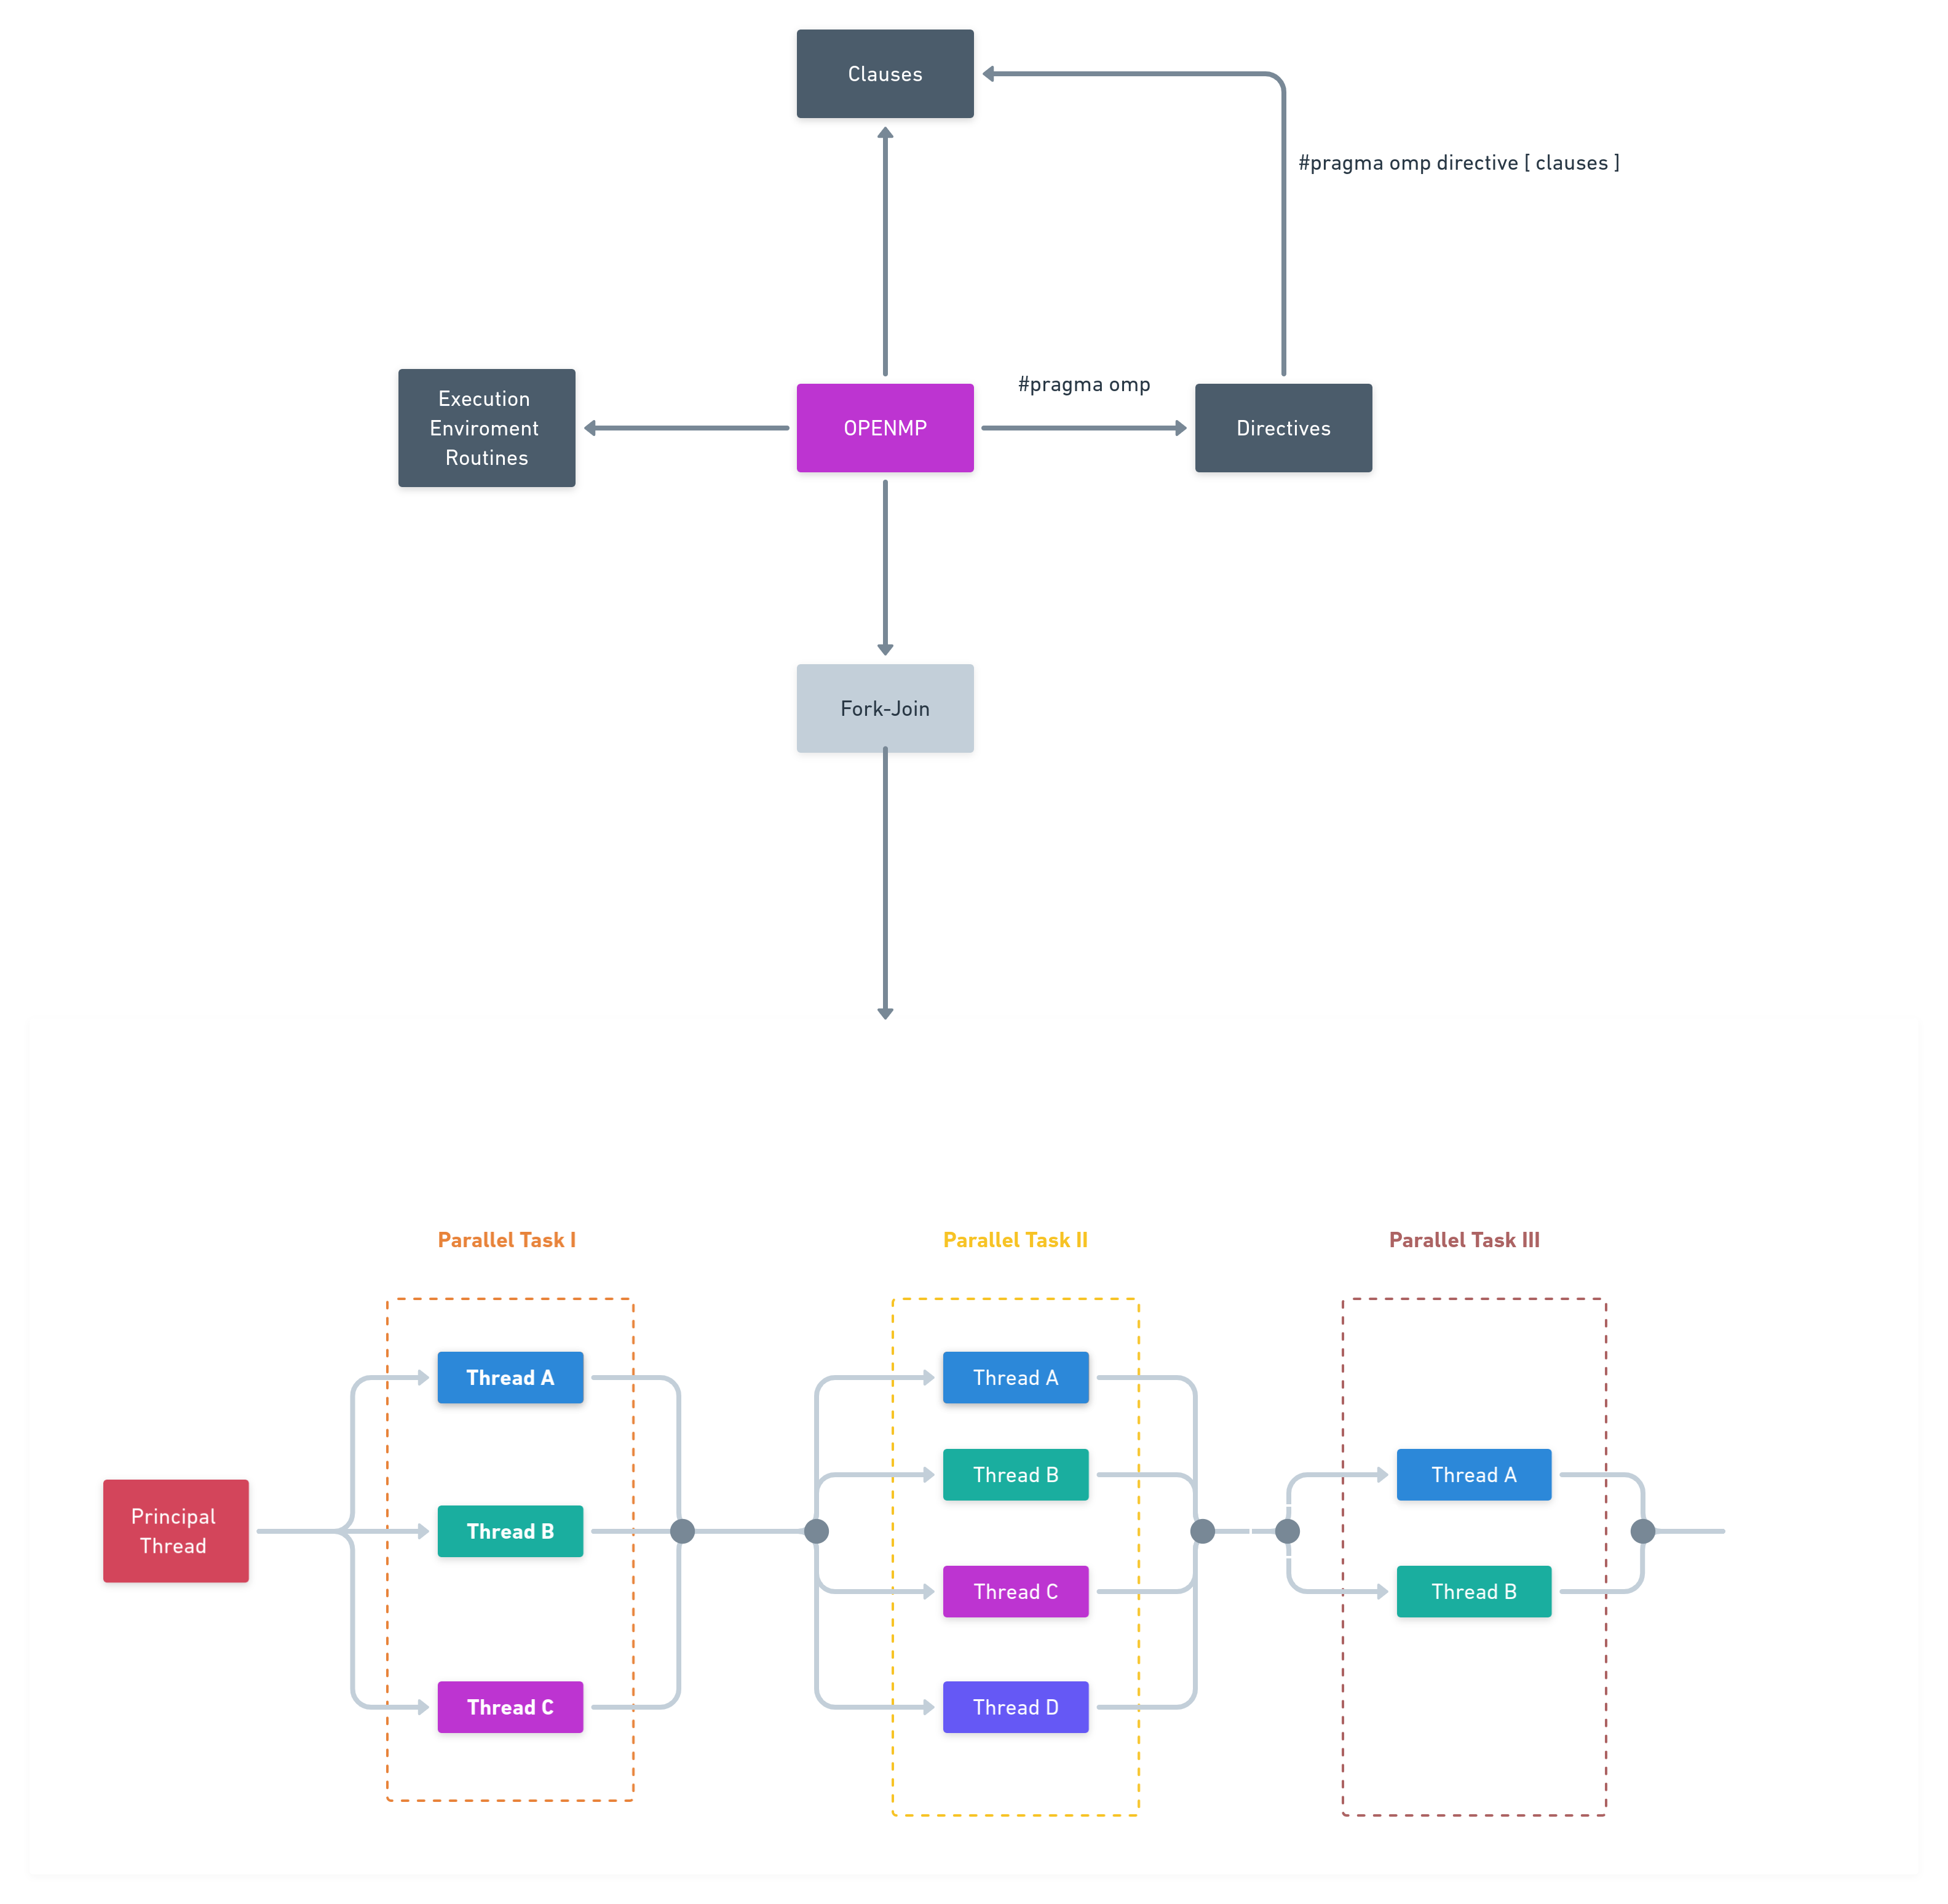 Clauses
#pragma omp directive [ clauses ]
Execution
Enviroment
Routines
OPENMP
#pragma omp
Directives
Fork-Join
Parallel Task I
Parallel Task II
Parallel Task III
Principal
Thread
Thread A
Thread B
Thread C
Thread A
Thread B
Thread C
Thread D
Thread A
Thread B